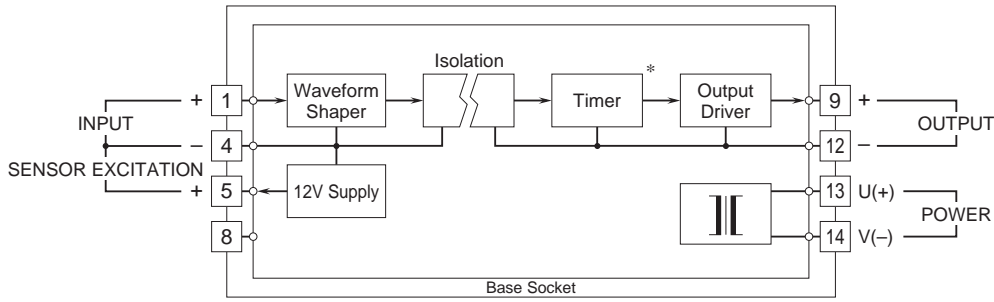 Isolation
*
+ 1 Waveform Shaper Timer Output Driver 9 +
INPUT OUTPUT
– 4 12 –
SENSOR EXCITATION
+ 5 12V Supply 13 U(+)
POWER
8 14 V(–)
Base Socket